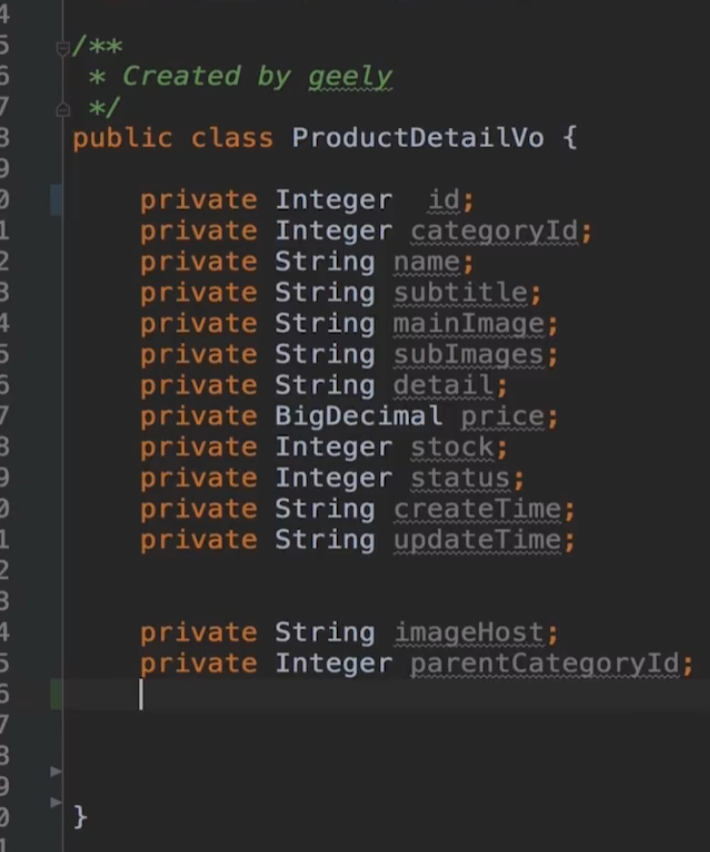 4
5 /**
6 * Created by geely
7 */
8 public class ProductDetailVo {
9
0 private Integer  id;
1 private Integer categoryId;
2 private String name;
3 private String subtitle;
4 private String mainImage;
5 private String subImages;
6 private String detail;
7 private BigDecimal price;
8 private Integer stock;
9 private Integer status;
0 private String createTime;
1 private String updateTime;
2
3
4 private String imageHost;
5 private Integer parentCategoryId;
6
7
8
9
0 }
1